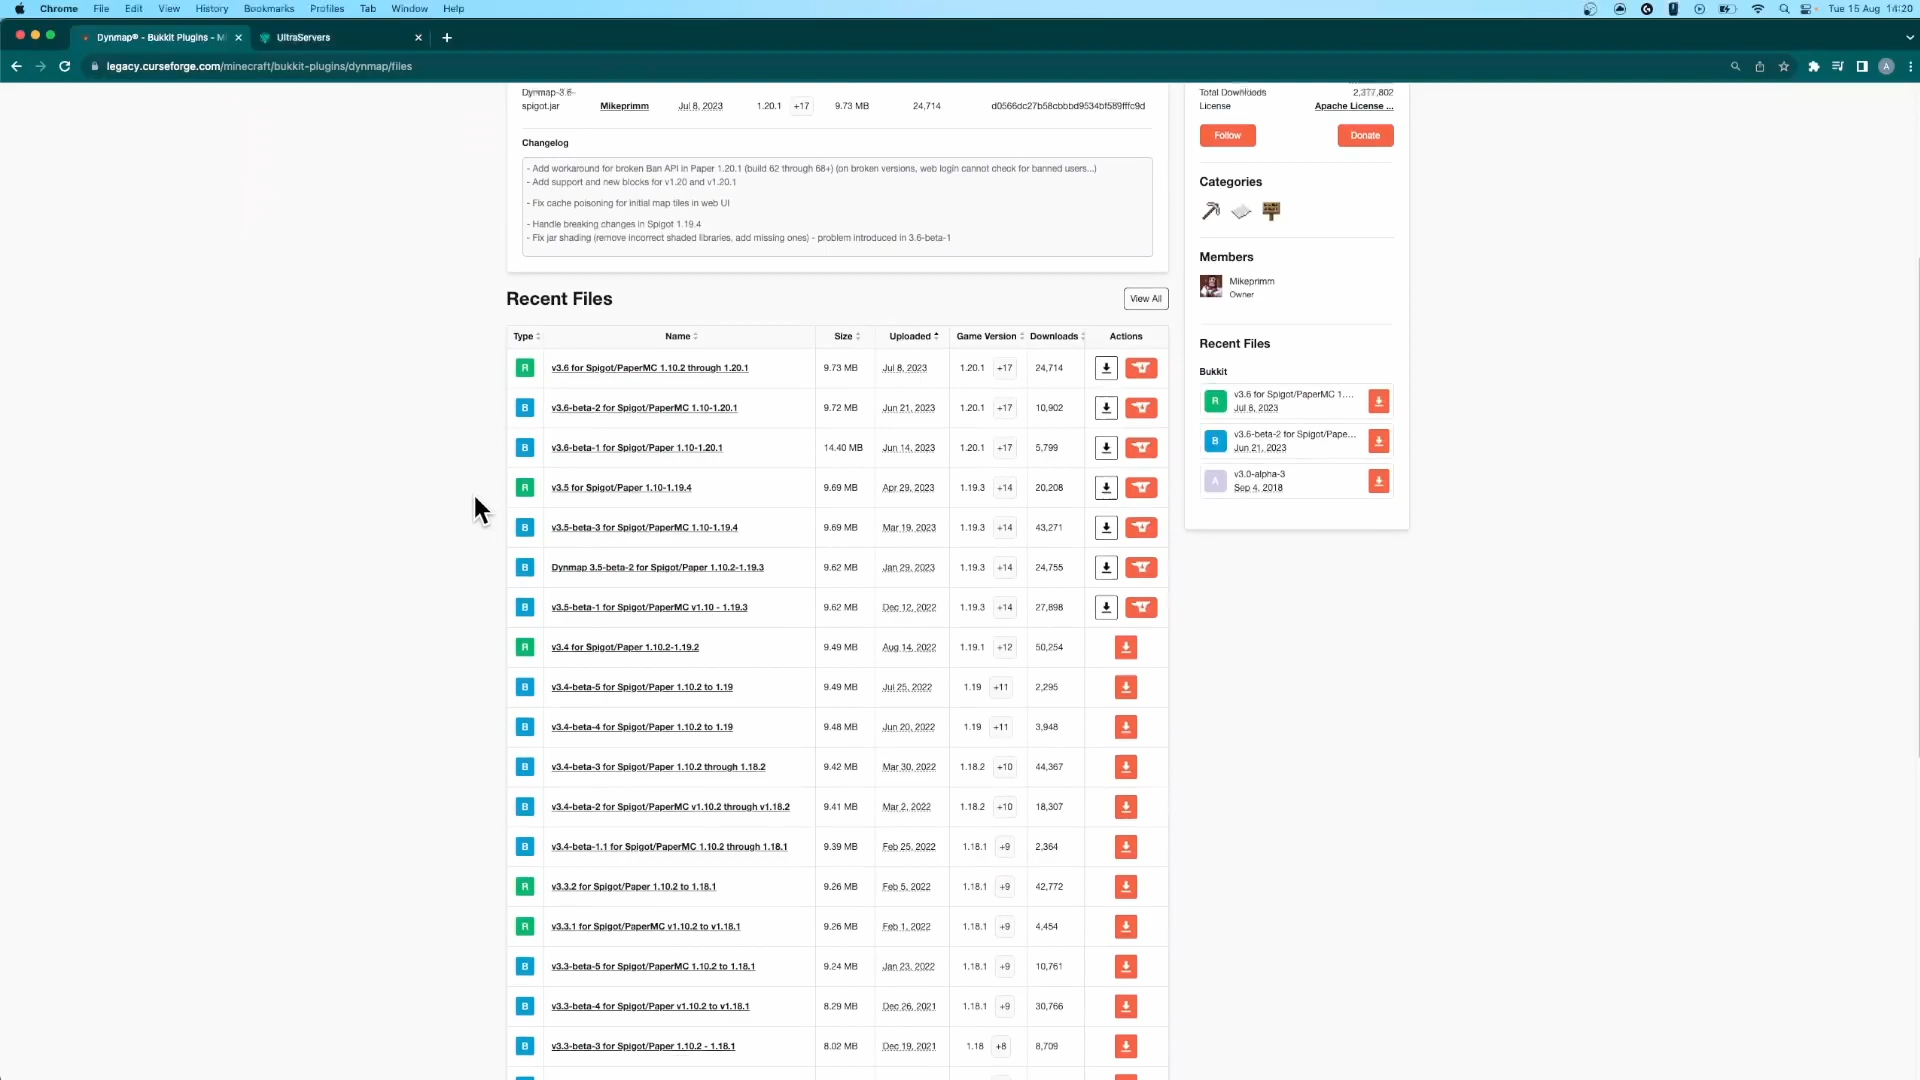 Chrome File Edit View History Bookmarks Profiles Tab Window Help Tue 15 Aug 14:20
Dynmap® - Bukkit Plugins - Mi UltraServers
legacy.curseforge.com/minecraft/bukkit-plugins/dynmap/files A
Dynmap-3.6-
spigot.jar Mikeprimm Jul 8, 2023 1.20.1 +17 9.73 MB 24,714 d0566dc27b58cbbbd9534bf589fffc9d
Changelog
- Add workaround for broken Ban API in Paper 1.20.1 (build 62 through 68+) (on broken versions, web login cannot check for banned users...)
- Add support and new blocks for v1.20 and v1.20.1
- Fix cache poisoning for initial map tiles in web UI
- Handle breaking changes in Spigot 1.19.4
- Fix jar shading (remove incorrect shaded libraries, add missing ones) - problem introduced in 3.6-beta-1
Recent Files View All
Type Name Size Uploaded Game Version Downloads Actions
R v3.6 for Spigot/PaperMC 1.10.2 through 1.20.1 9.73 MB Jul 8, 2023 1.20.1 +17 24,714
B v3.6-beta-2 for Spigot/PaperMC 1.10-1.20.1 9.72 MB Jun 21, 2023 1.20.1 +17 10,902
B v3.6-beta-1 for Spigot/Paper 1.10-1.20.1 14.40 MB Jun 14, 2023 1.20.1 +17 5,799
R v3.5 for Spigot/Paper 1.10-1.19.4 9.69 MB Apr 29, 2023 1.19.3 +14 20,208
B v3.5-beta-3 for Spigot/PaperMC 1.10-1.19.4 9.69 MB Mar 19, 2023 1.19.3 +14 43,271
B Dynmap 3.5-beta-2 for Spigot/Paper 1.10.2-1.19.3 9.62 MB Jan 29, 2023 1.19.3 +14 24,755
B v3.5-beta-1 for Spigot/PaperMC v1.10 - 1.19.3 9.62 MB Dec 12, 2022 1.19.3 +14 27,898
R v3.4 for Spigot/Paper 1.10.2-1.19.2 9.49 MB Aug 14, 2022 1.19.1 +12 50,254
B v3.4-beta-5 for Spigot/Paper 1.10.2 to 1.19 9.49 MB Jul 25, 2022 1.19 +11 2,295
B v3.4-beta-4 for Spigot/Paper 1.10.2 to 1.19 9.48 MB Jun 20, 2022 1.19 +11 3,948
B v3.4-beta-3 for Spigot/Paper 1.10.2 through 1.18.2 9.42 MB Mar 30, 2022 1.18.2 +10 44,367
B v3.4-beta-2 for Spigot/PaperMC v1.10.2 through v1.18.2 9.41 MB Mar 2, 2022 1.18.2 +10 18,307
B v3.4-beta-1.1 for Spigot/PaperMC 1.10.2 through 1.18.1 9.39 MB Feb 25, 2022 1.18.1 +9 2,364
R v3.3.2 for Spigot/Paper 1.10.2 to 1.18.1 9.26 MB Feb 5, 2022 1.18.1 +9 42,772
R v3.3.1 for Spigot/PaperMC v1.10.2 to v1.18.1 9.26 MB Feb 1, 2022 1.18.1 +9 4,454
B v3.3-beta-5 for Spigot/PaperMC 1.10.2 to 1.18.1 9.24 MB Jan 23, 2022 1.18.1 +9 10,761
B v3.3-beta-4 for Spigot/Paper v1.10.2 to v1.18.1 8.29 MB Dec 26, 2021 1.18.1 +9 30,766
B v3.3-beta-3 for Spigot/Paper 1.10.2 - 1.18.1 8.02 MB Dec 19, 2021 1.18 +8 8,709
Total Downloads 2,377,802
License Apache License ...
Follow Donate
Categories
Members
Mikeprimm
Owner
Recent Files
Bukkit
R v3.6 for Spigot/PaperMC 1....
Jul 8, 2023
B v3.6-beta-2 for Spigot/Pape...
Jun 21, 2023
A v3.0-alpha-3
Sep 4, 2018